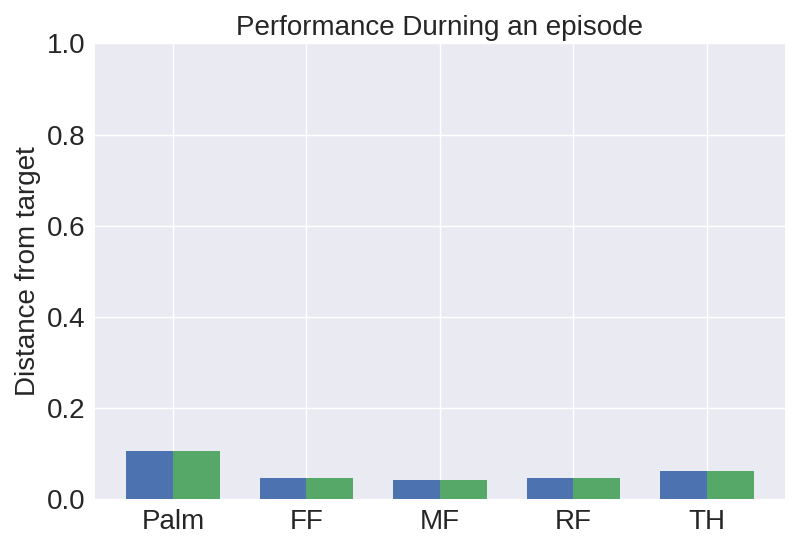 Performance Durning an episode
Distance from target
1.0
0.8
0.6
0.4
0.2
0.0
Palm FF MF RF TH